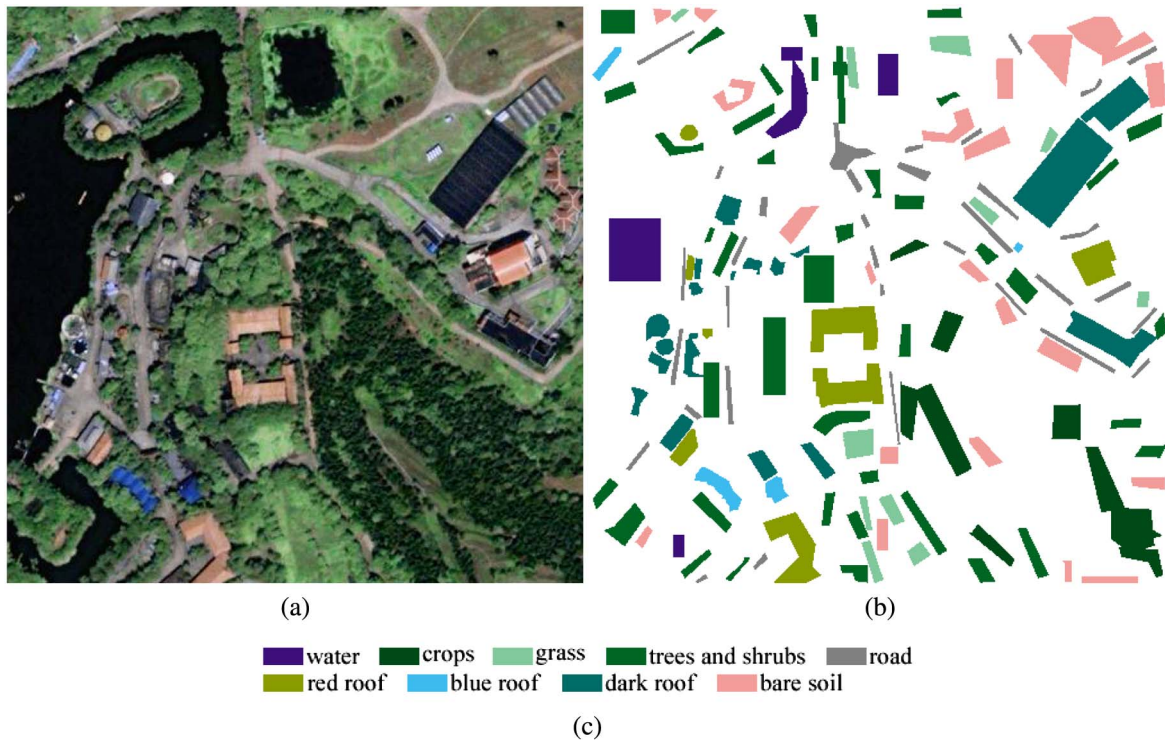 (a)
(b)
water crops grass trees and shrubs road
red roof blue roof dark roof bare soil
(c)